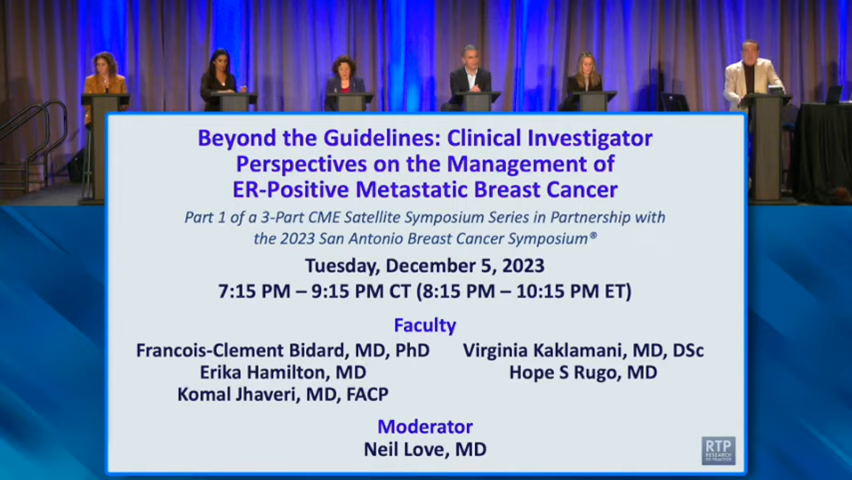 Beyond the Guidelines: Clinical Investigator
Perspectives on the Management of
ER-Positive Metastatic Breast Cancer
Part 1 of a 3-Part CME Satellite Symposium Series in Partnership with
the 2023 San Antonio Breast Cancer Symposium®
Tuesday, December 5, 2023
7:15 PM – 9:15 PM CT (8:15 PM – 10:15 PM ET)
Faculty
Francois-Clement Bidard, MD, PhD
Erika Hamilton, MD
Komal Jhaveri, MD, FACP
Virginia Kaklamani, MD, DSc
Hope S Rugo, MD
Moderator
Neil Love, MD
RTP
RESEARCH
TO PRACTICE